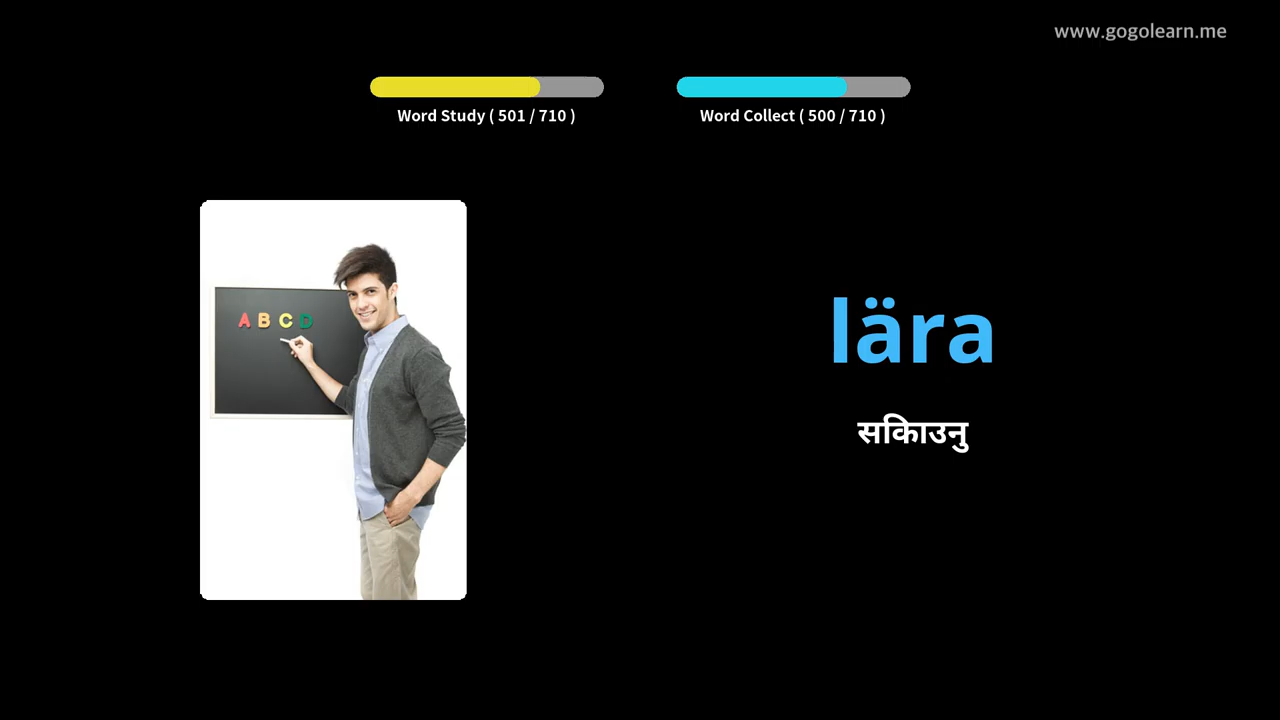 www.gogolearn.me
Word Study ( 501 / 710 )
Word Collect ( 500 / 710 )
A B C D
lära
सकिाउनु